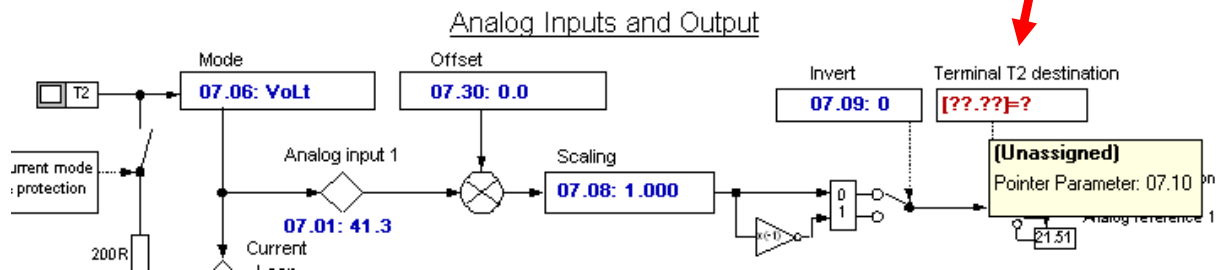 Analog Inputs and Output
Mode
Offset
Invert
Terminal T2 destination
T2
07.06: VoLt
07.30: 0.0
07.09: 0
[??.??]=?
(Unassigned)
Pointer Parameter: 07.10
Analog input 1
Scaling
urrent mode
protection
07.08: 1.000
0
1
x(-1)
07.01: 41.3
Analog reference 1
21.51
200R
Current
Loop